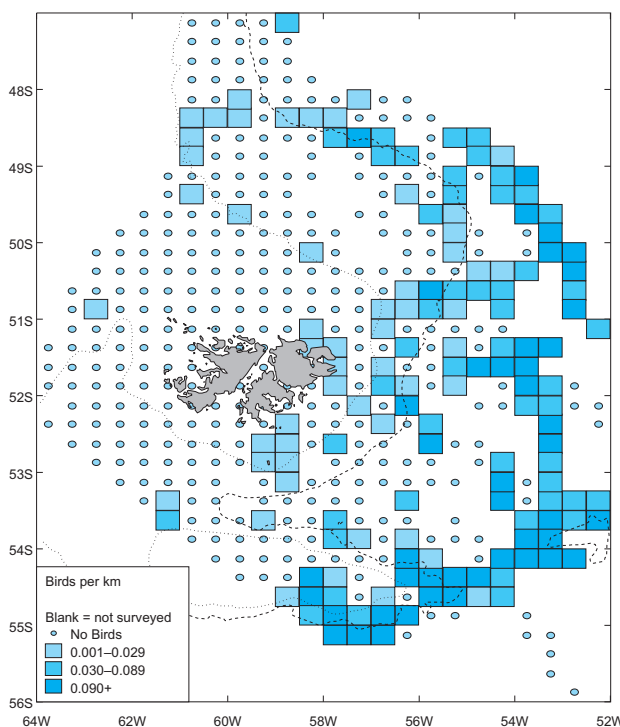 48S
49S
50S
51S
52S
53S
54S
55S
56S
Birds per km
Blank = not surveyed
No Birds
0.001–0.029
0.030–0.089
0.090+
64W 62W 60W 58W 56W 54W 52W